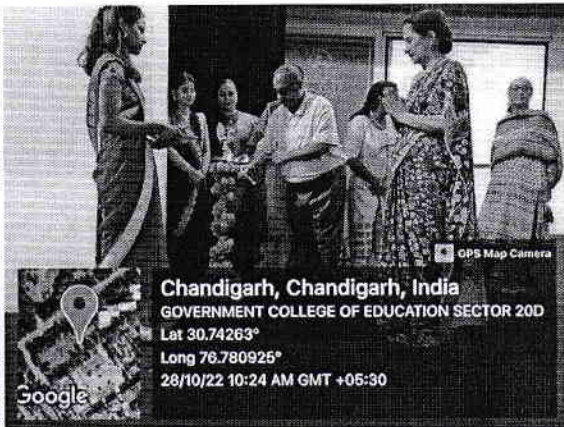 GPS Map Camera
Chandigarh, Chandigarh, India
GOVERNMENT COLLEGE OF EDUCATION SECTOR 20D
Lat 30.74263°
Long 76.780925°
28/10/22 10:24 AM GMT +05:30
Google